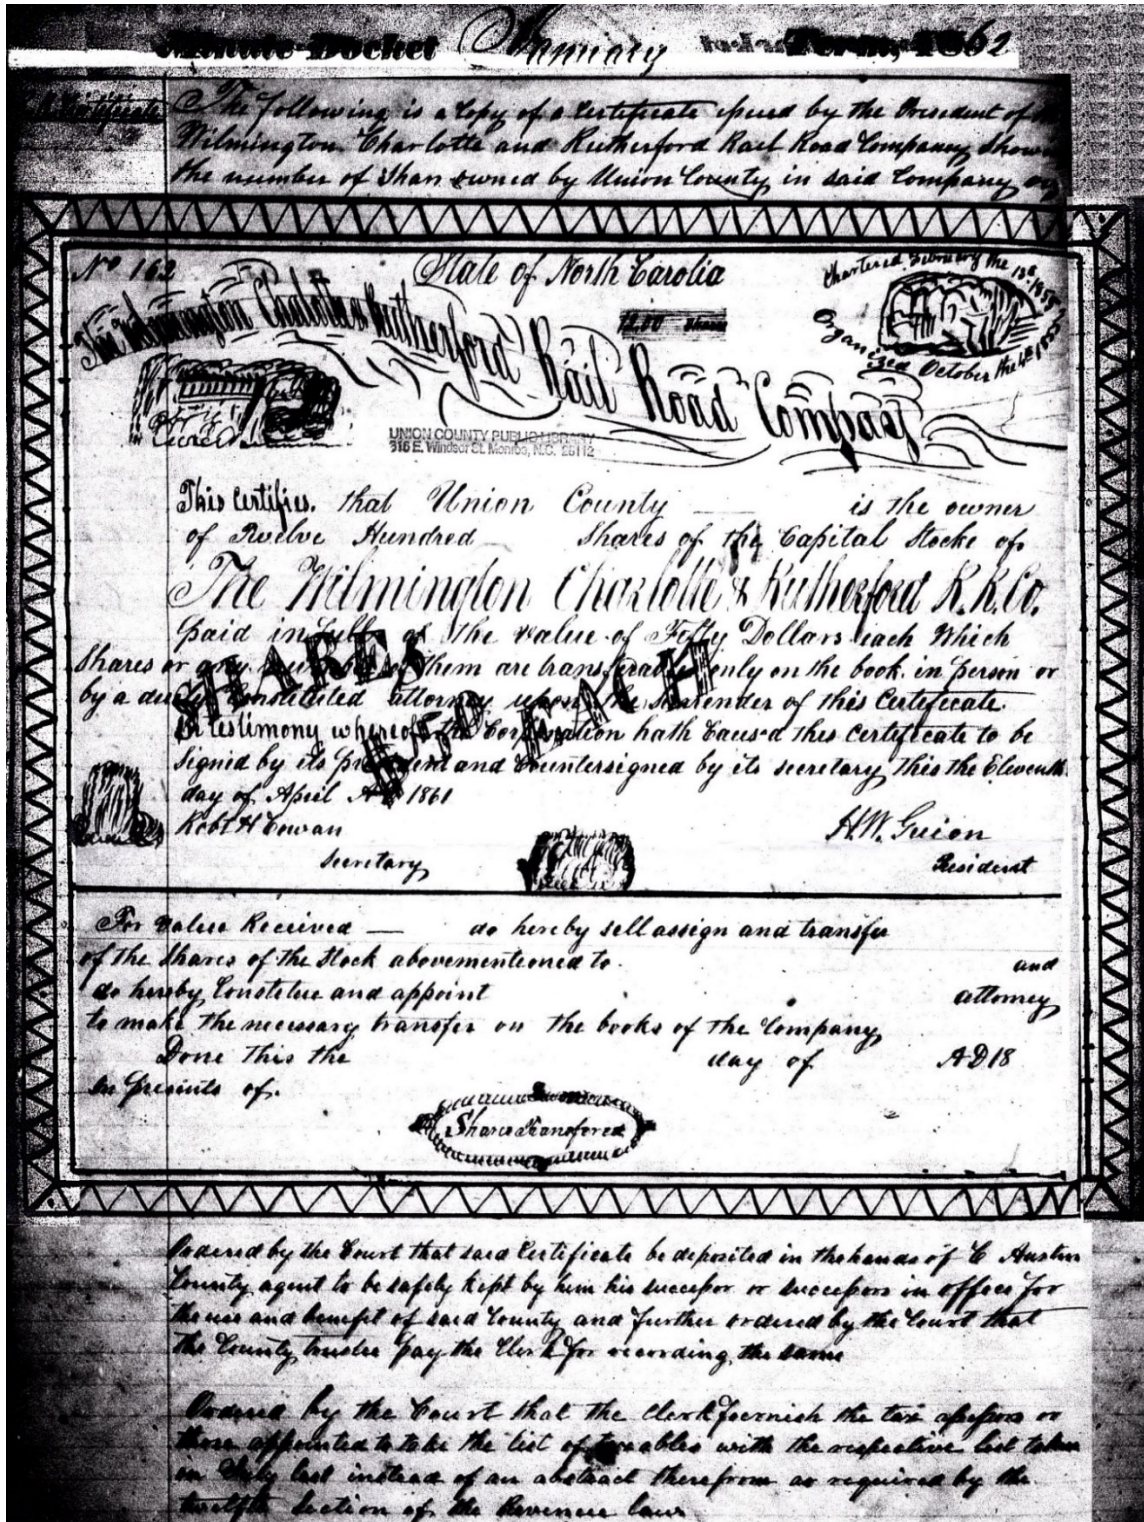 Minute Docket January Term, 1862
The following is a Copy of a Certificate issued by the President of
Wilmington Charlotte and Rutherford Rail Road Company Show
the number of Shars owned by Union County in said Company
No 162
State of North Carolia
12.00 Shares
Chartered February the 13th 1855
Organised October the
The Wilmington Chalotte & Rutherford Rail Road Company
UNION COUNTY PUBLIC LIBRARY
316 E. Windsor St. Monroe, N.C. 28112
This Certifies. that Union County is the owner
of Twelve Hundred Shares of the Capital Stocke of
The Wilmington Charlotte & Rutherford R.R.Co.
paid in full of the value of Fifty Dollars each Which
Shares or any number of them are transferable only on the book in person or
by a duely Constituted attorney upon the surrender of this Certificate.
SHARES $50 EACH
In testimony whereof the Corporation hath Caused this Certificate to be
Signed by its President and Countersigned by its secretary this the Eleventh
day of April AD 1861
Robt H Cowan
H.W. Guion
Secretary
President
For Value Received — do hereby sell assign and transfer
of the Shares of the Stock abovementioned to
and
do hereby Constitue and appoint
attorney
to make the necessary transfer on the books of the Company
Done this the day of AD 18
In presents of.
Shares Transfered
Ordered by the Court that said Certificate be deposited in the hands of C Austin
County agent to be safely kept by him his succesor or succesors in office for
the use and benefit of said County and further ordered by the Court that
the County trustee pay the Clerk for recording the same
Ordered by the Court that the Clerk furnish the tax assessors or
those appointed to take the list of taxables with the respective list taken
in July last instead of an abstract therefrom as required by the
twelfth Section of the Revenue law